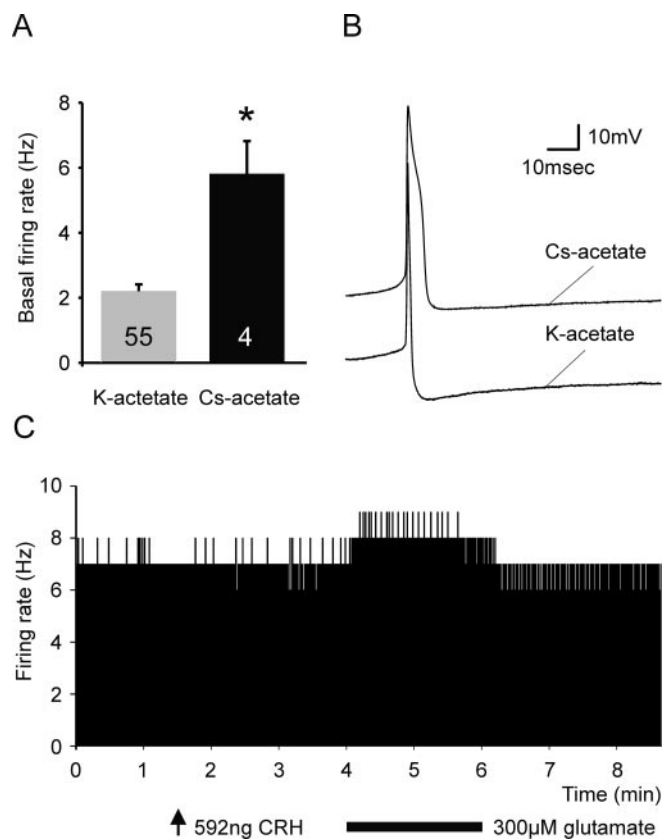 A
B
8
6
4
2
0
Basal firing rate (Hz)
*
55
4
K-actetate Cs-acetate
10mV
10msec
Cs-acetate
K-acetate
C
10
8
6
4
2
0
Firing rate (Hz)
0 1 2 3 4 5 6 7 8
Time (min)
592ng CRH 300µM glutamate